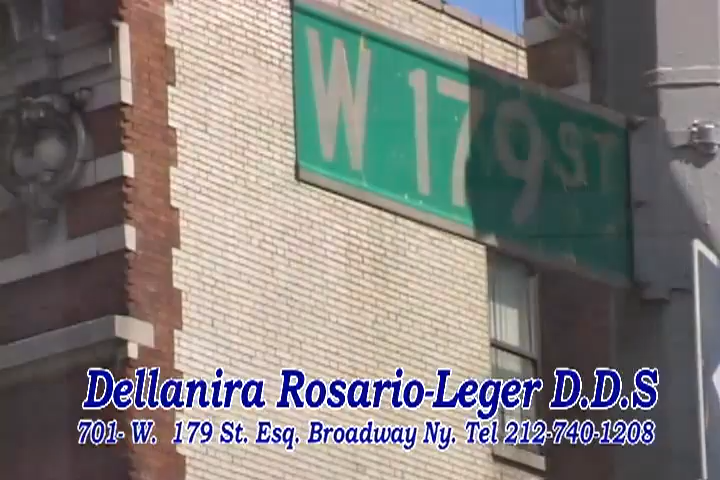 W 179 ST
Dellanira Rosario-Leger D.D.S
701- W. 179 St. Esq. Broadway Ny. Tel 212-740-1208